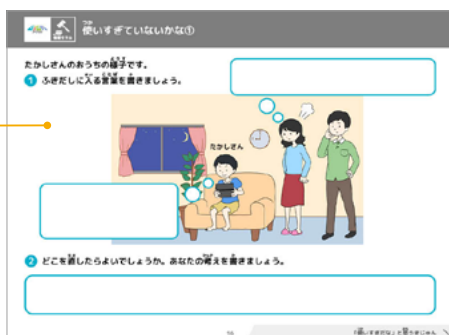 使いすぎていないかな①
たかしさんのおうちの様子です。
1 ふきだしに入る言葉を書きましょう。
たかしさん
2 どこを直したらよいでしょうか。あなたの考えを書きましょう。